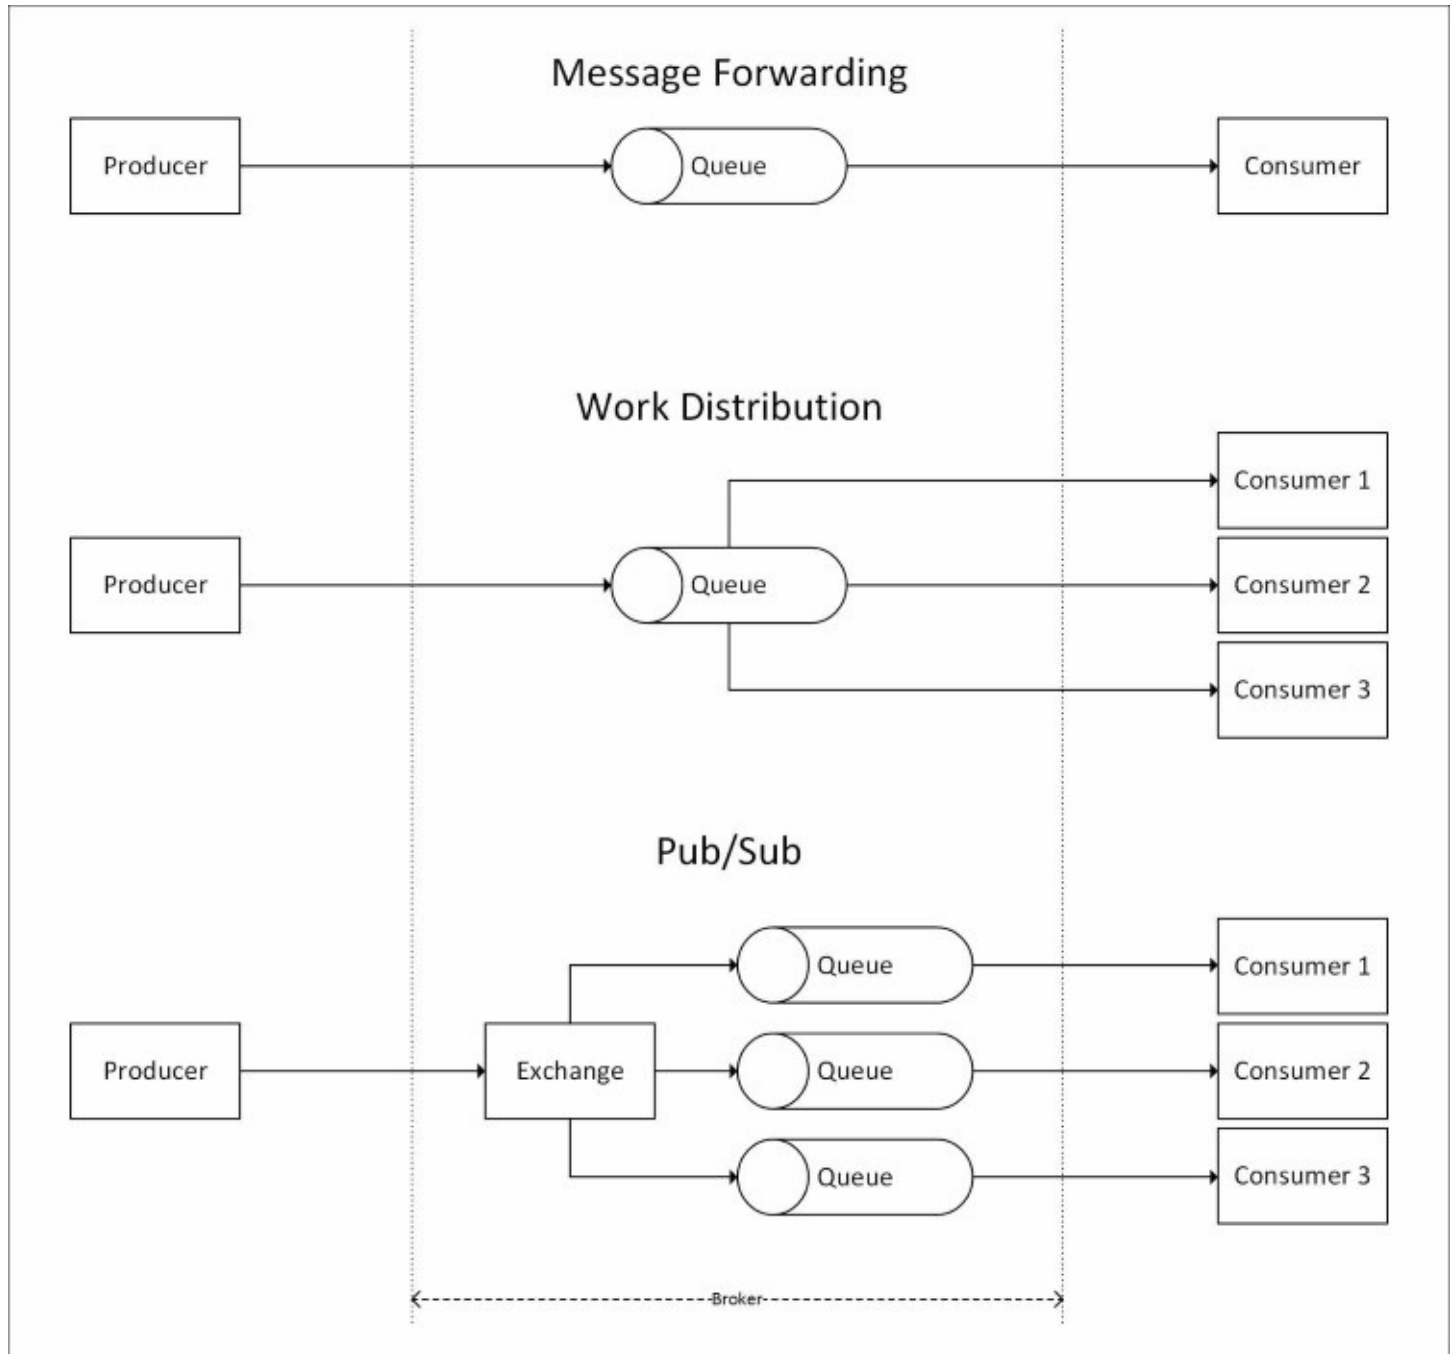 Message Forwarding
Producer
Queue
Consumer
Work Distribution
Consumer 1
Producer
Queue
Consumer 2
Consumer 3
Pub/Sub
Queue
Consumer 1
Producer
Exchange
Queue
Consumer 2
Queue
Consumer 3
Broker